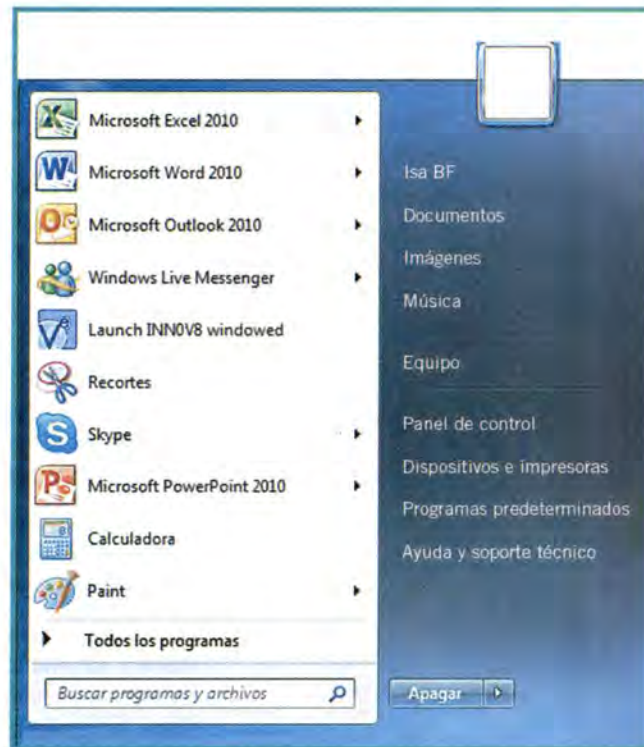 Microsoft Excel 2010
Microsoft Word 2010
Microsoft Outlook 2010
Windows Live Messenger
Launch INN0V8 windowed
Recortes
Skype
Microsoft PowerPoint 2010
Calculadora
Paint
Todos los programas
Buscar programas y archivos
Isa BF
Documentos
Imágenes
Música
Equipo
Panel de control
Dispositivos e impresoras
Programas predeterminados
Ayuda y soporte técnico
Apagar